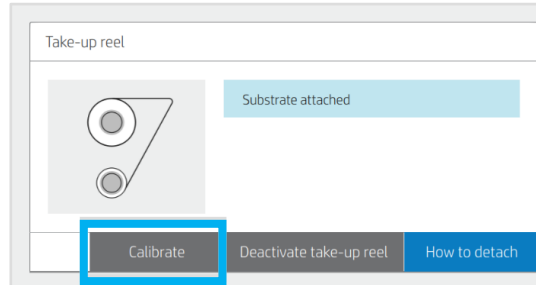 Take-up reel
Substrate attached
Calibrate
Deactivate take-up reel
How to detach